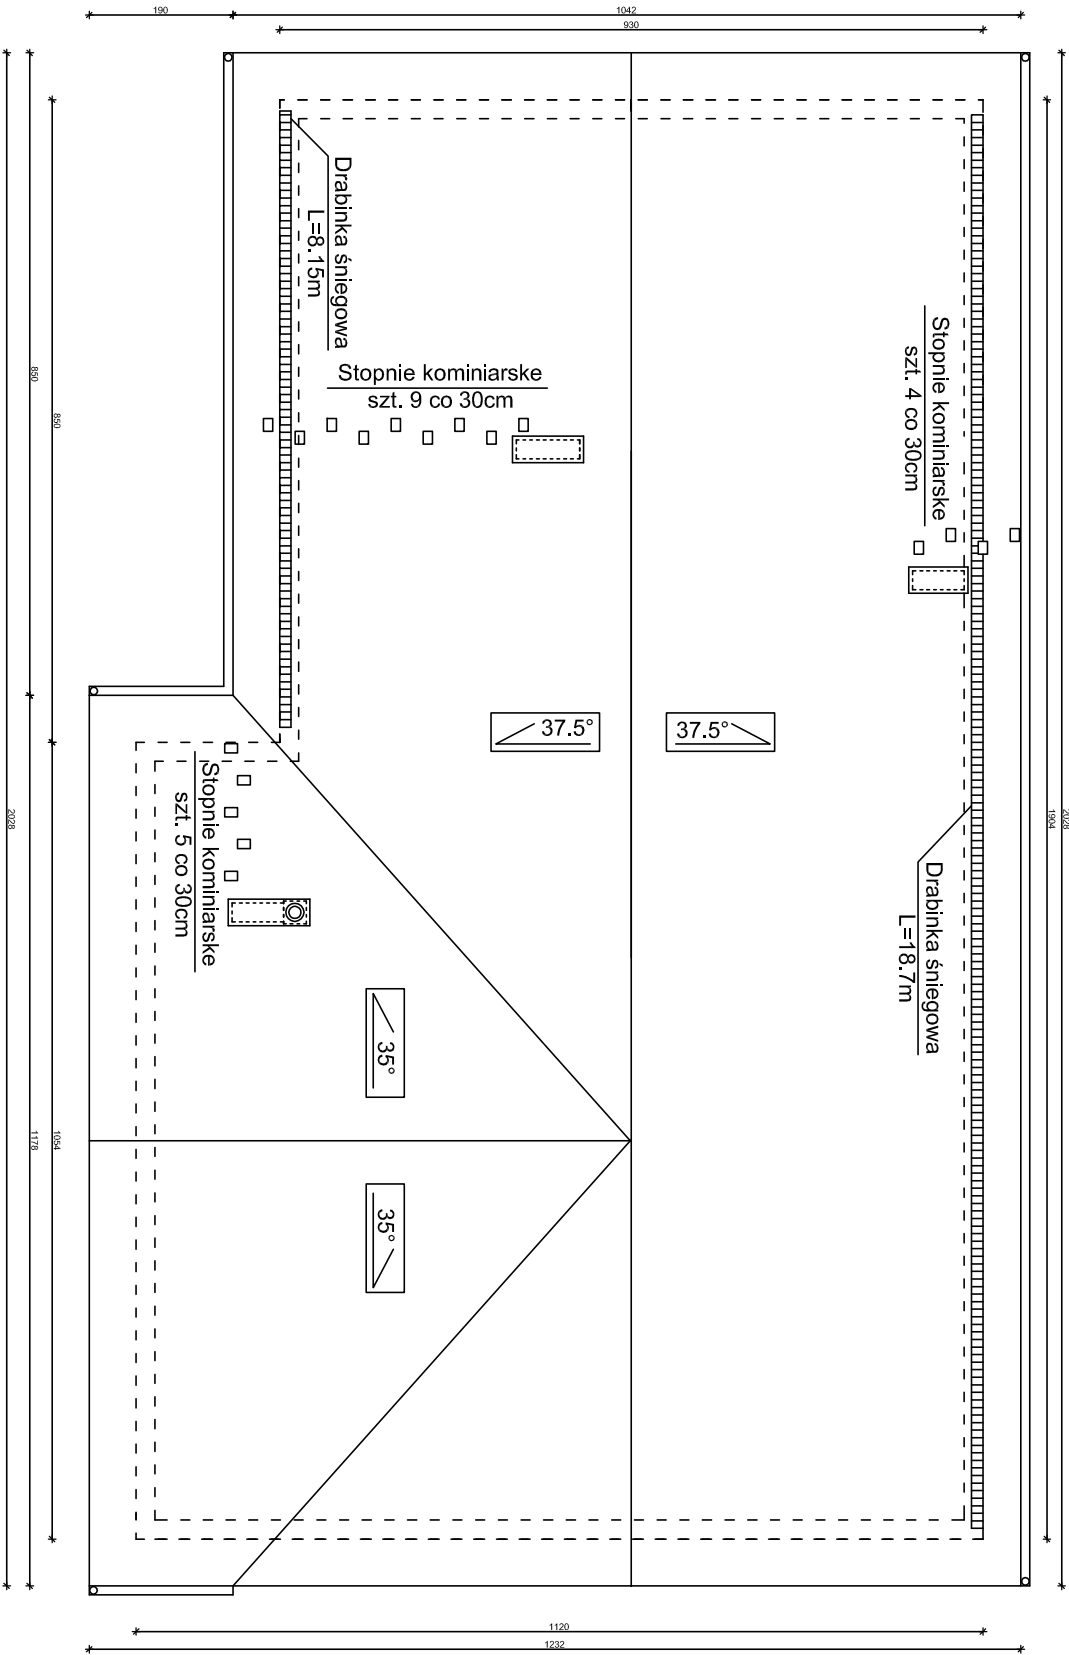 190
1042
930
Drabinka śniegowa
L=8.15m
Stopnie kominiarske
szt. 9 co 30cm
Stopnie kominiarske
szt. 4 co 30cm
850
850
37.5°
37.5°
2028
2028
1904
Stopnie kominiarske
szt. 5 co 30cm
Drabinka śniegowa
L=18.7m
35°
35°
1178
1054
1120
1232